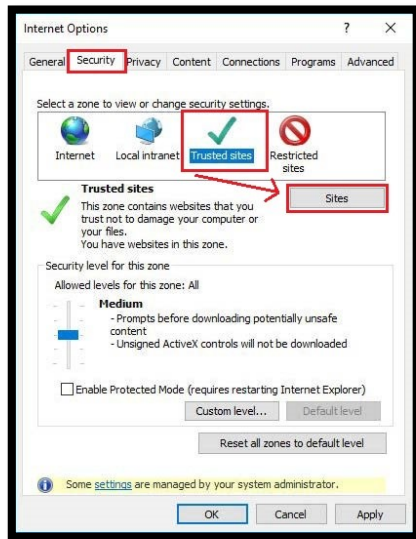 Internet Options
?
General Security Privacy Content Connections Programs Advanced
Select a zone to view or change security settings.
Internet Local intranet Trusted sites Restricted sites
Trusted sites
Sites
This zone contains websites that you
trust not to damage your computer or
your files.
You have websites in this zone.
Security level for this zone
Allowed levels for this zone: All
Medium
- Prompts before downloading potentially unsafe
content
- Unsigned ActiveX controls will not be downloaded
Enable Protected Mode (requires restarting Internet Explorer)
Custom level... Default level
Reset all zones to default level
Some settings are managed by your system administrator.
OK Cancel Apply